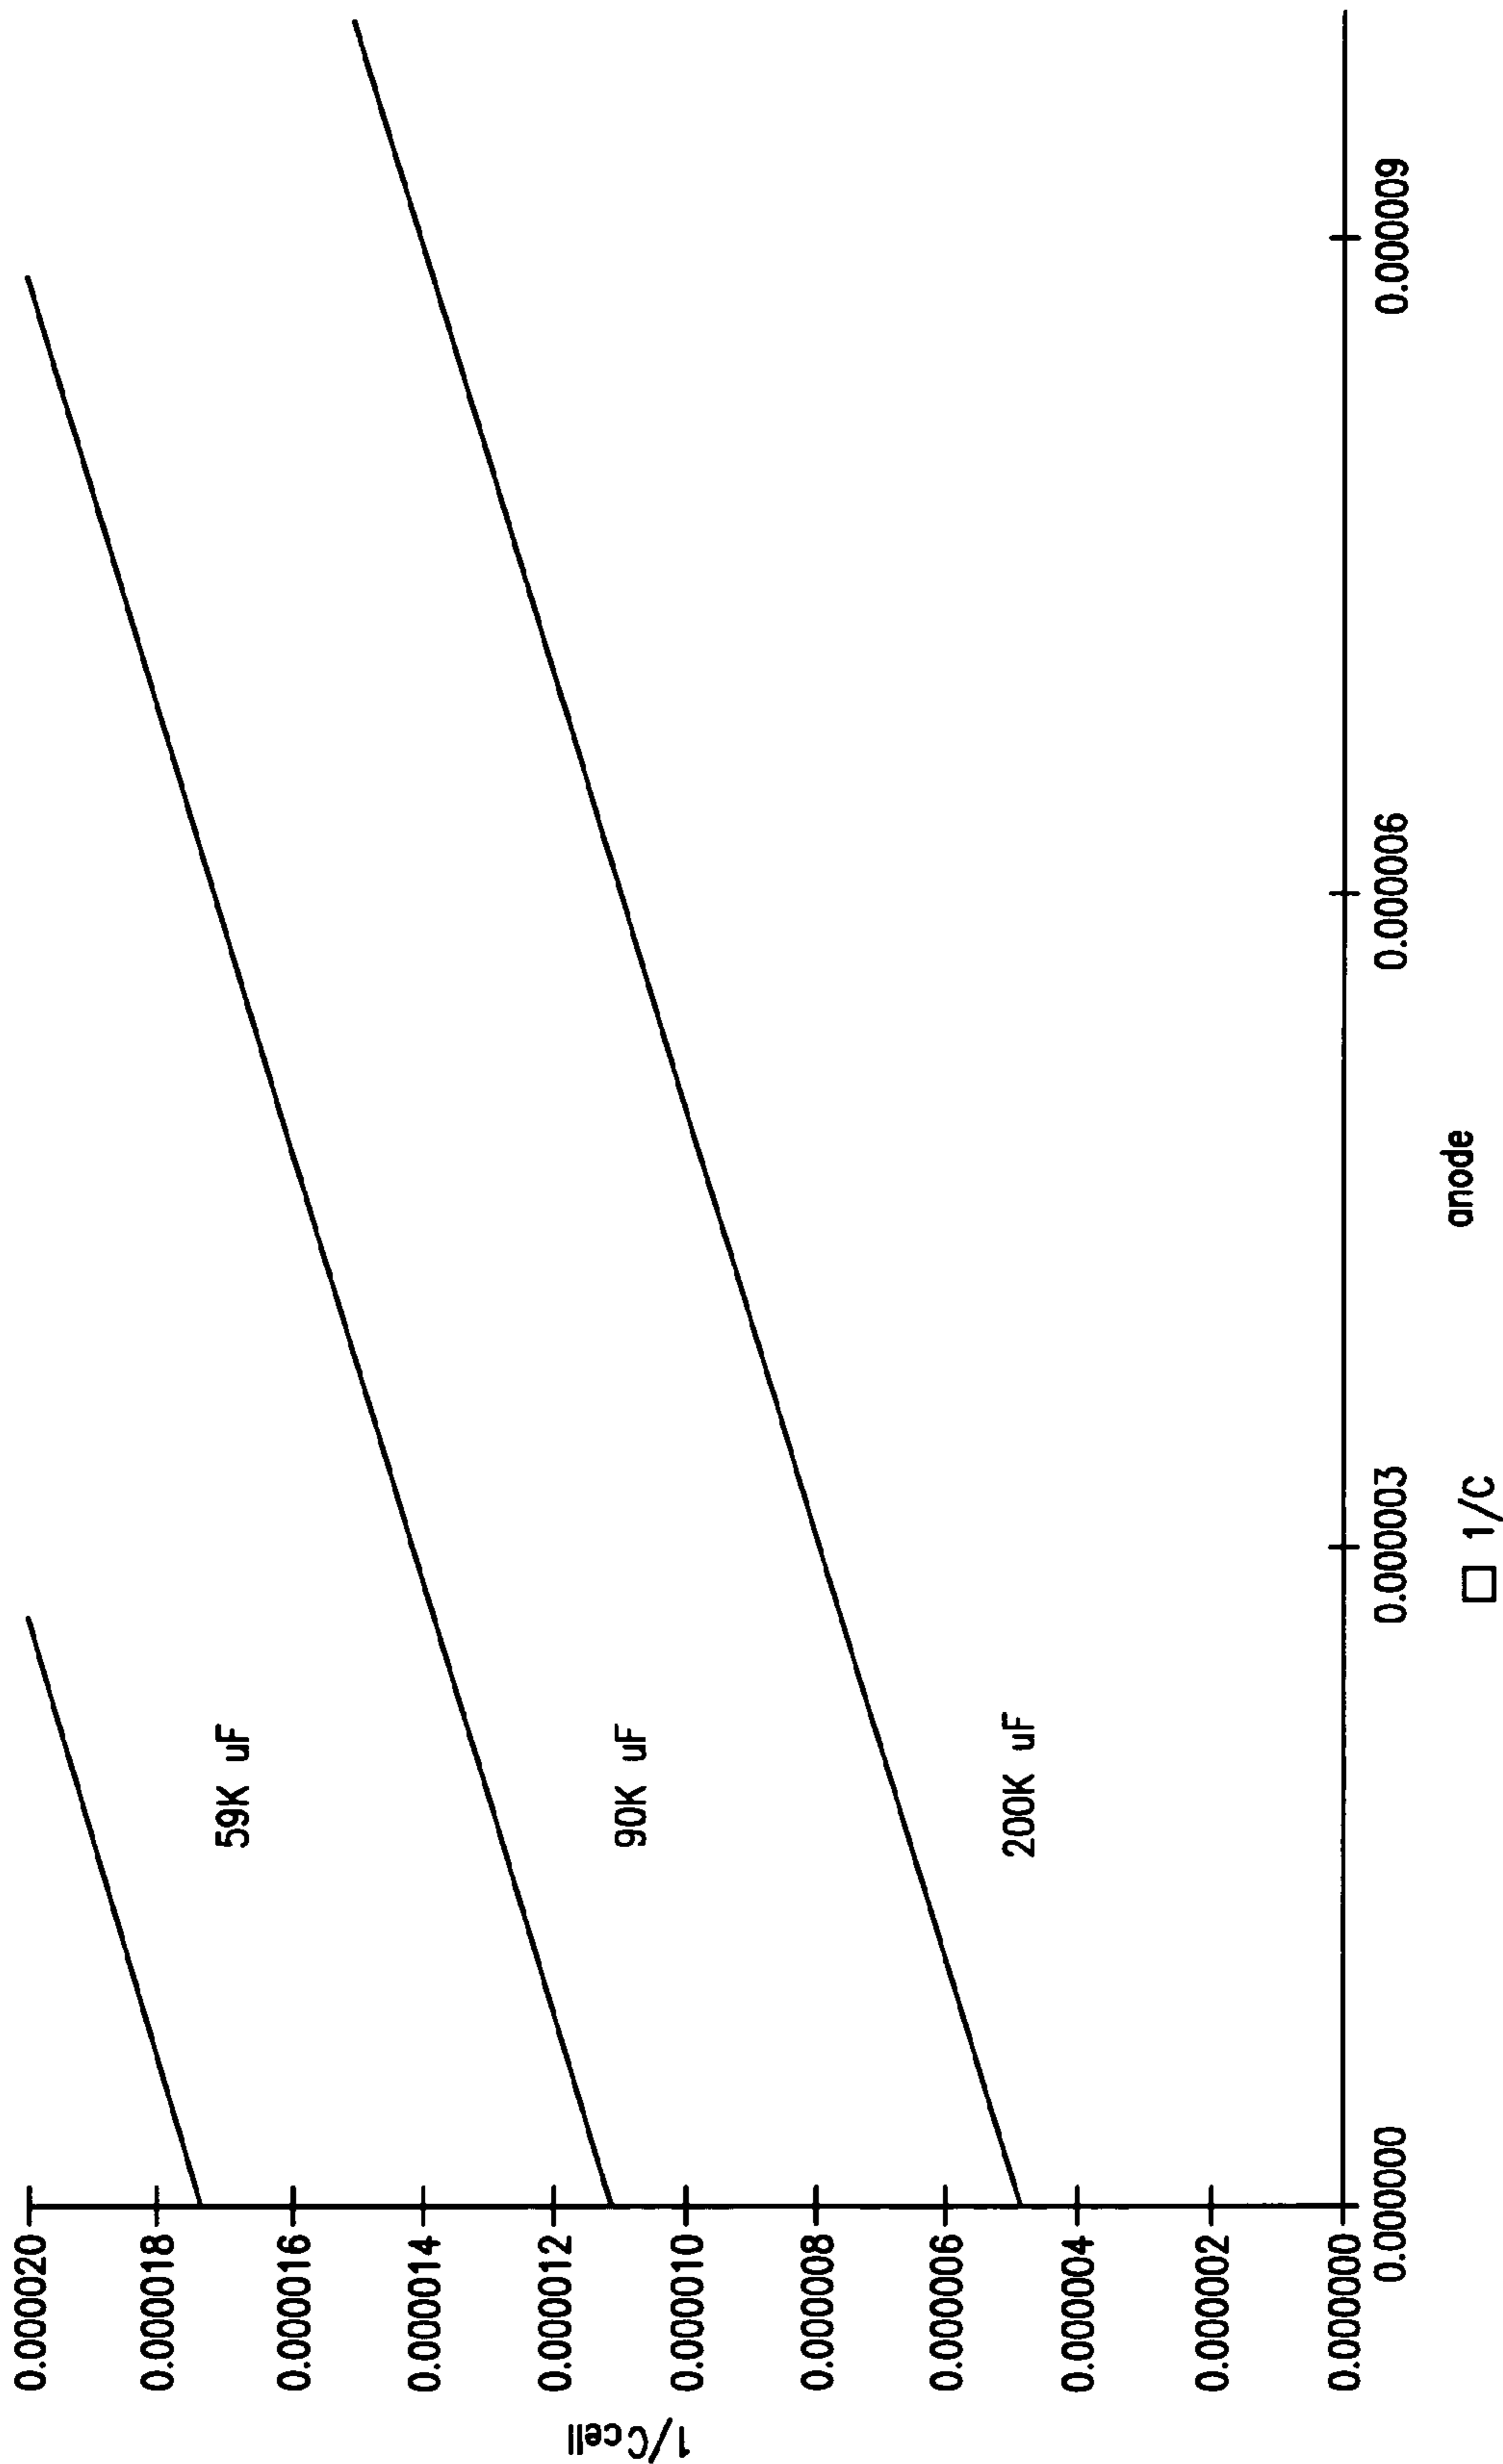 1/Ccell
0.000020
0.000018
0.000016
0.000014
0.000012
0.000010
0.000008
0.000006
0.000004
0.000002
0.000000
59K uF
90K uF
200K uF
0.000000
0.000003
0.000006
0.000009
□ 1/C
anode